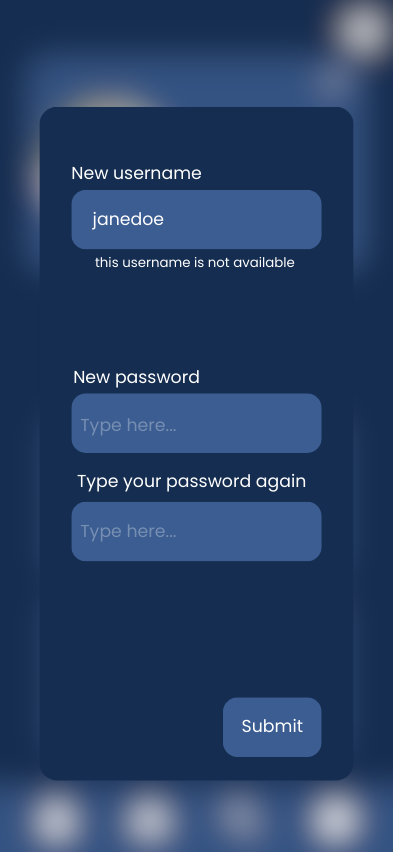 New username
janedoe
this username is not available
New password
Type here...
Type your password again
Type here...
Submit